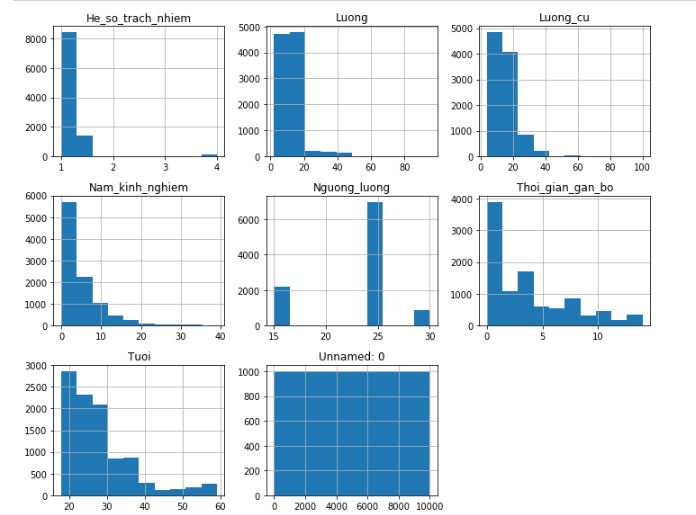 He_so_trach_nhiem
8000
6000
4000
2000
0
1 2 3 4
Luong
5000
4000
3000
2000
1000
0
0 20 40 60 80
Luong_cu
5000
4000
3000
2000
1000
0
0 20 40 60 80 100
Nam_kinh_nghiem
6000
5000
4000
3000
2000
1000
0
0 10 20 30 40
Nguong_luong
6000
4000
2000
0
15 20 25 30
Thoi_gian_gan_bo
4000
3000
2000
1000
0
0 5 10
Tuoi
3000
2500
2000
1500
1000
500
0
20 30 40 50 60
Unnamed: 0
1000
800
600
400
200
0
0 2000 4000 6000 8000 10000